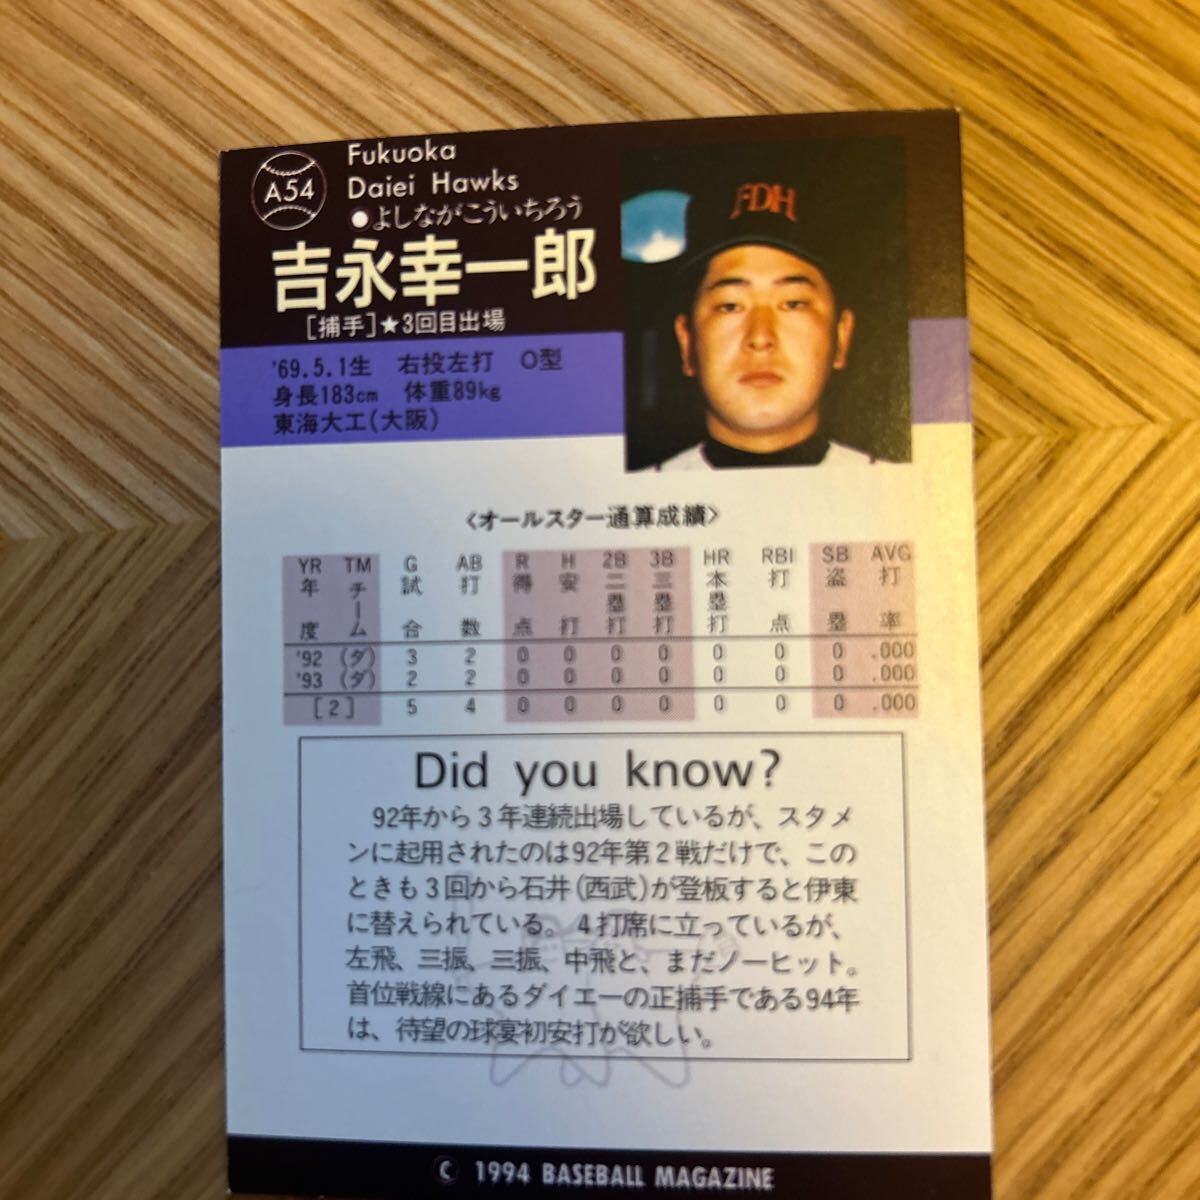 A54
Fukuoka
Daiei Hawks
●よしながこういちろう
吉永幸一郎
[捕手]★3回目出場
FDH
'69.5.1生 右投左打 O型
身長183cm 体重89kg
東海大工(大阪)
〈オールスター通算成績〉
YR TM G AB R H 2B 3B HR RBI SB AVG
年度 チーム 試合 打数 得点 安打 二塁打 三塁打 本塁打 打点 盗塁 打率
'92 (ダ) 3 2 0 0 0 0 0 0 0 .000
'93 (ダ) 2 2 0 0 0 0 0 0 0 .000
[2] 5 4 0 0 0 0 0 0 0 .000
Did you know?
92年から3年連続出場しているが、スタメ
ンに起用されたのは92年第2戦だけで、この
ときも3回から石井(西武)が登板すると伊東
に替えられている。4打席に立っているが、
左飛、三振、三振、中飛と、まだノーヒット。
首位戦線にあるダイエーの正捕手である94年
は、待望の球宴初安打が欲しい。
© 1994 BASEBALL MAGAZINE